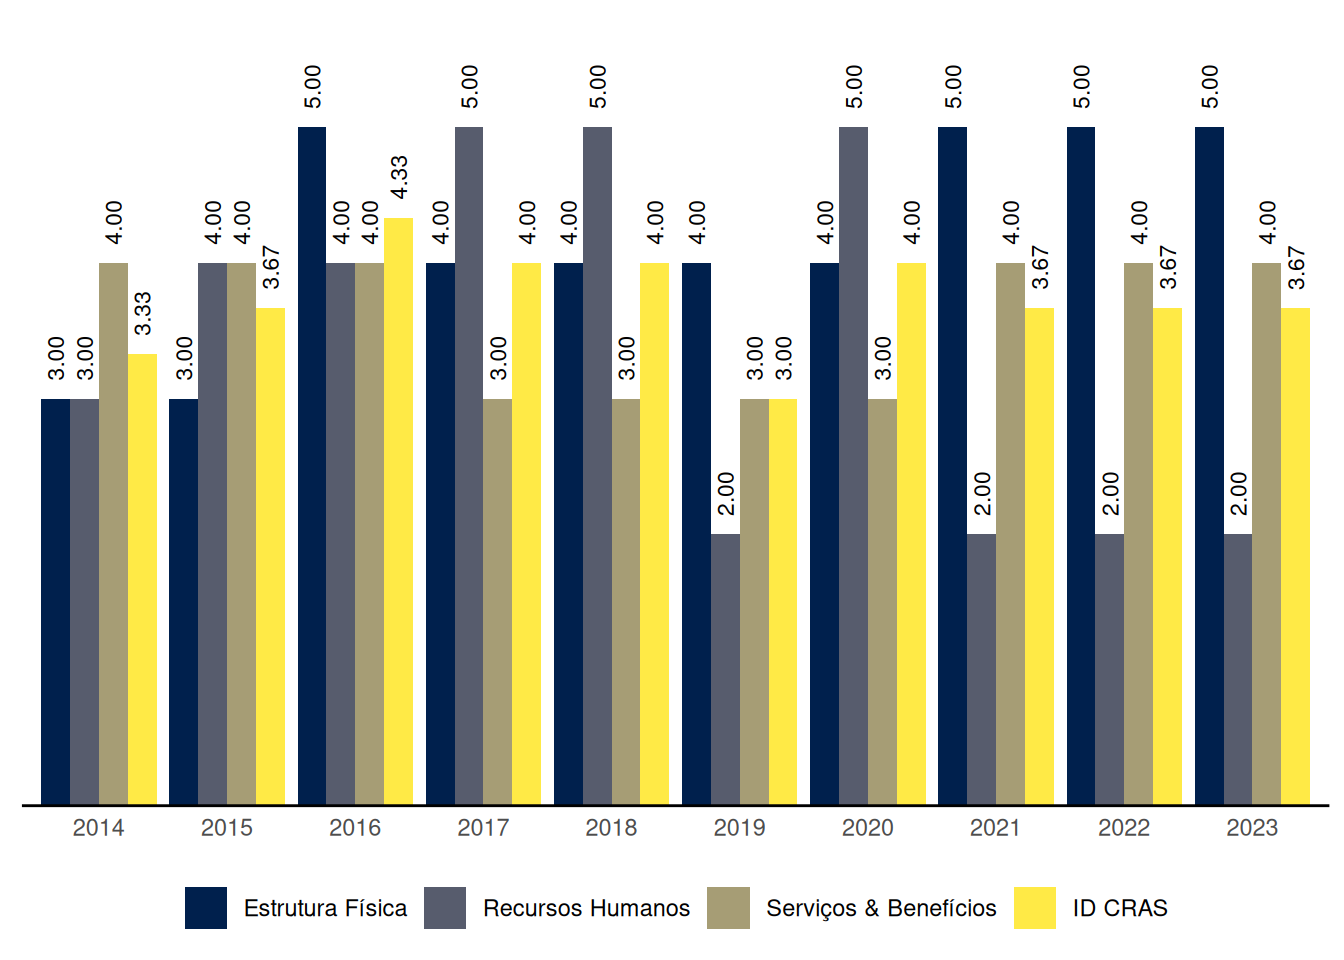 5.00 5.00 5.00 5.00 5.00 5.00 5.00
4.33
4.00 4.00 4.00 4.00 4.00 4.00 4.00 4.00 4.00 4.00 4.00 4.00 4.00 4.00 4.00
3.67 3.67 3.67 3.67
3.33
3.00 3.00 3.00 3.00 3.00 3.00 3.00 3.00
2.00 2.00 2.00 2.00
2014 2015 2016 2017 2018 2019 2020 2021 2022 2023
Estrutura Física Recursos Humanos Serviços & Benefícios ID CRAS